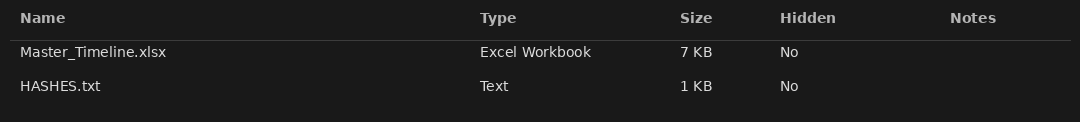 Name Type Size Hidden Notes
Master_Timeline.xlsx Excel Workbook 7 KB No
HASHES.txt Text 1 KB No